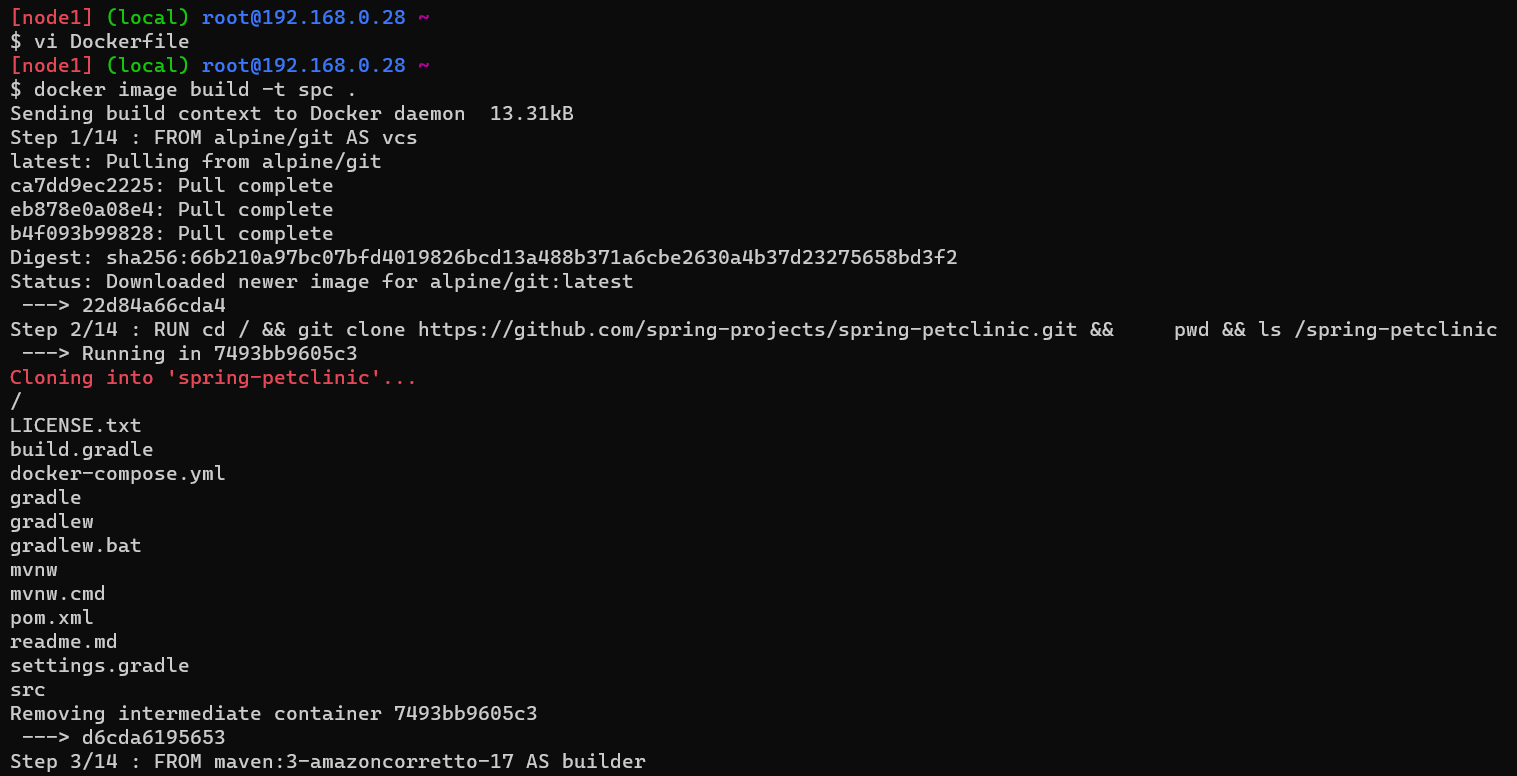 [node1] (local) root@192.168.0.28 ~
$ vi Dockerfile
[node1] (local) root@192.168.0.28 ~
$ docker image build -t spc .
Sending build context to Docker daemon  13.31kB
Step 1/14 : FROM alpine/git AS vcs
latest: Pulling from alpine/git
ca7dd9ec2225: Pull complete
eb878e0a08e4: Pull complete
b4f093b99828: Pull complete
Digest: sha256:66b210a97bc07bfd4019826bcd13a488b371a6cbe2630a4b37d23275658bd3f2
Status: Downloaded newer image for alpine/git:latest
 ---> 22d84a66cda4
Step 2/14 : RUN cd / && git clone https://github.com/spring-projects/spring-petclinic.git &&     pwd && ls /spring-petclinic
 ---> Running in 7493bb9605c3
Cloning into 'spring-petclinic'...
/
LICENSE.txt
build.gradle
docker-compose.yml
gradle
gradlew
gradlew.bat
mvnw
mvnw.cmd
pom.xml
readme.md
settings.gradle
src
Removing intermediate container 7493bb9605c3
 ---> d6cda6195653
Step 3/14 : FROM maven:3-amazoncorretto-17 AS builder